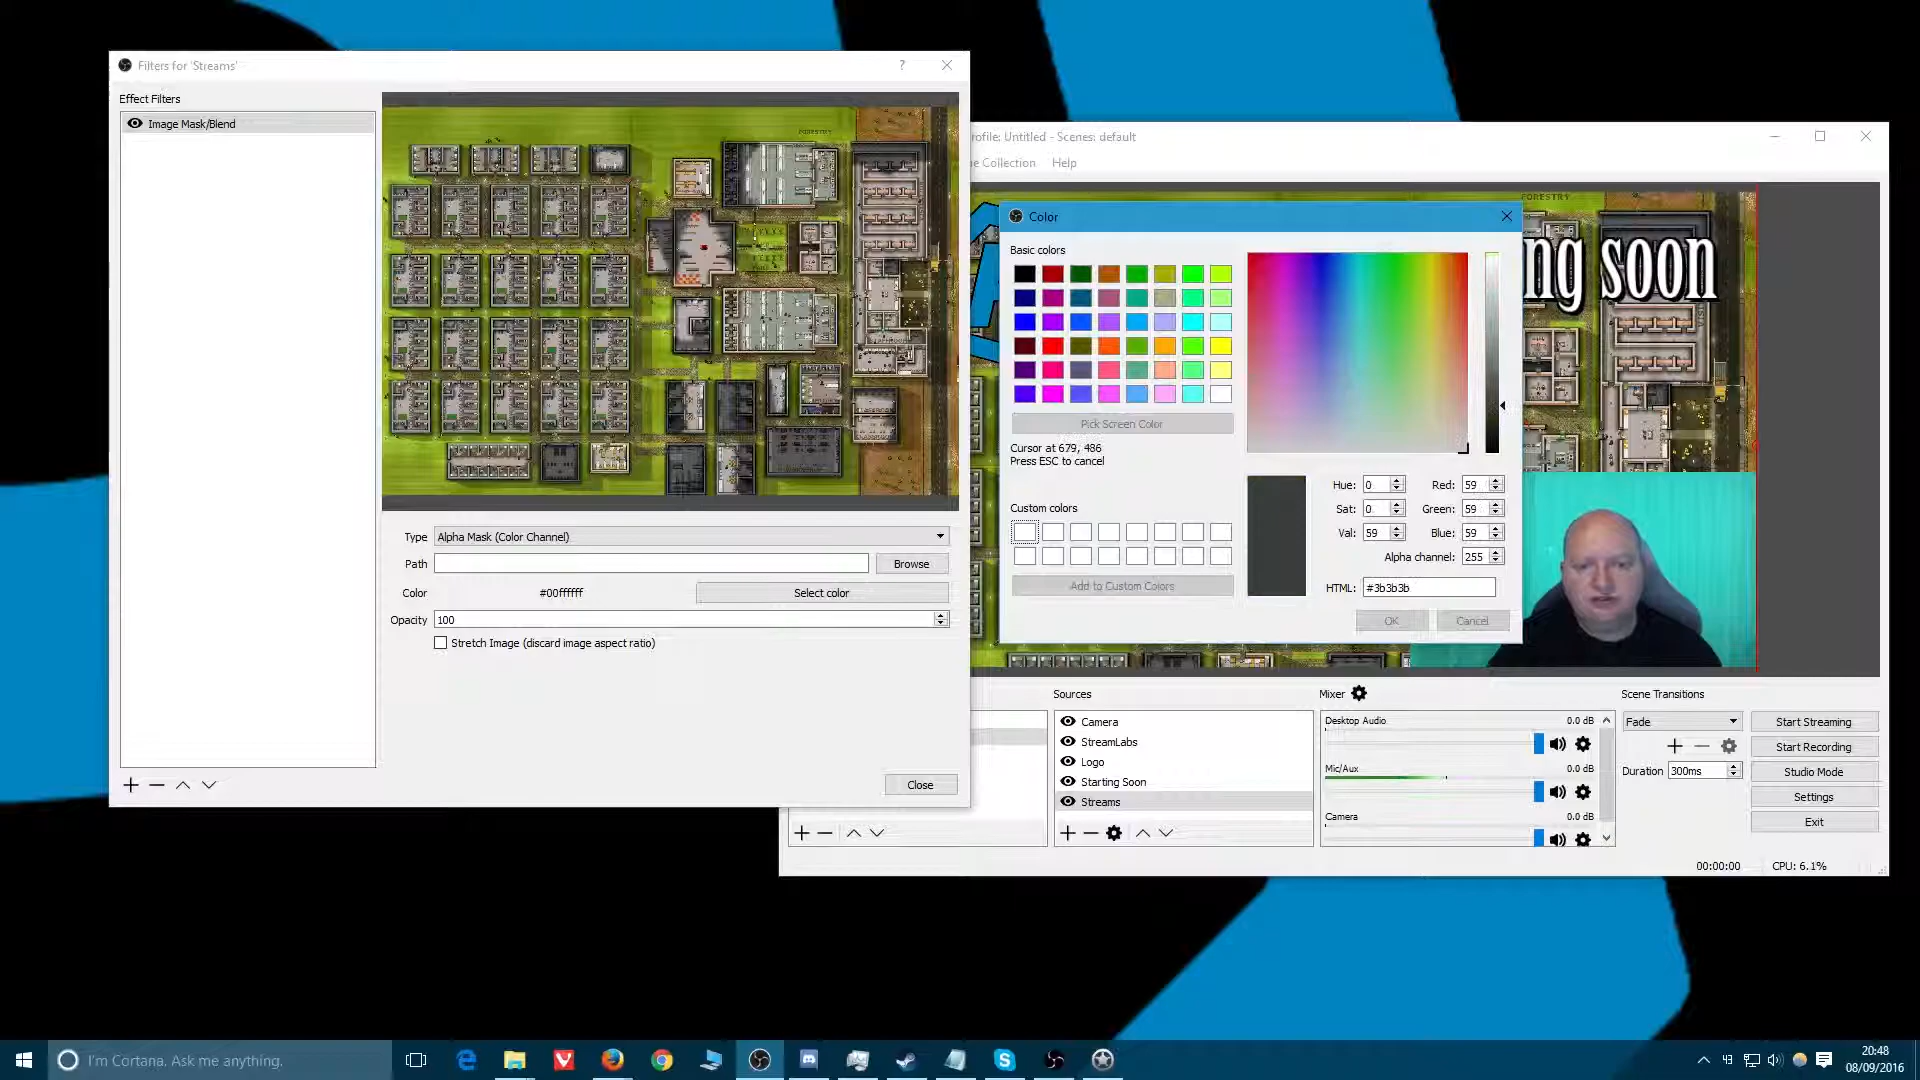 Filters for 'Streams'
?
Effect Filters
Image Mask/Blend
FORESTRY
Type
Alpha Mask (Color Channel)
Path
Browse
Color
#00ffffff
Select color
Opacity
100
Stretch Image (discard image aspect ratio)
Close
rofile: Untitled - Scenes: default
ne Collection
Help
FORESTRY
ng soon
Color
Basic colors
Pick Screen Color
Cursor at 679, 486
Press ESC to cancel
Custom colors
Add to Custom Colors
Hue: 0
Red: 59
Sat: 0
Green: 59
Val: 59
Blue: 59
Alpha channel: 255
HTML: #3b3b3b
OK
Cancel
Sources
Camera
StreamLabs
Logo
Starting Soon
Streams
Mixer
Desktop Audio
0.0 dB
Mic/Aux
0.0 dB
Camera
0.0 dB
Scene Transitions
Fade
Duration 300ms
Start Streaming
Start Recording
Studio Mode
Settings
Exit
00:00:00
CPU: 6.1%
I'm Cortana. Ask me anything.
43
20:48
08/09/2016